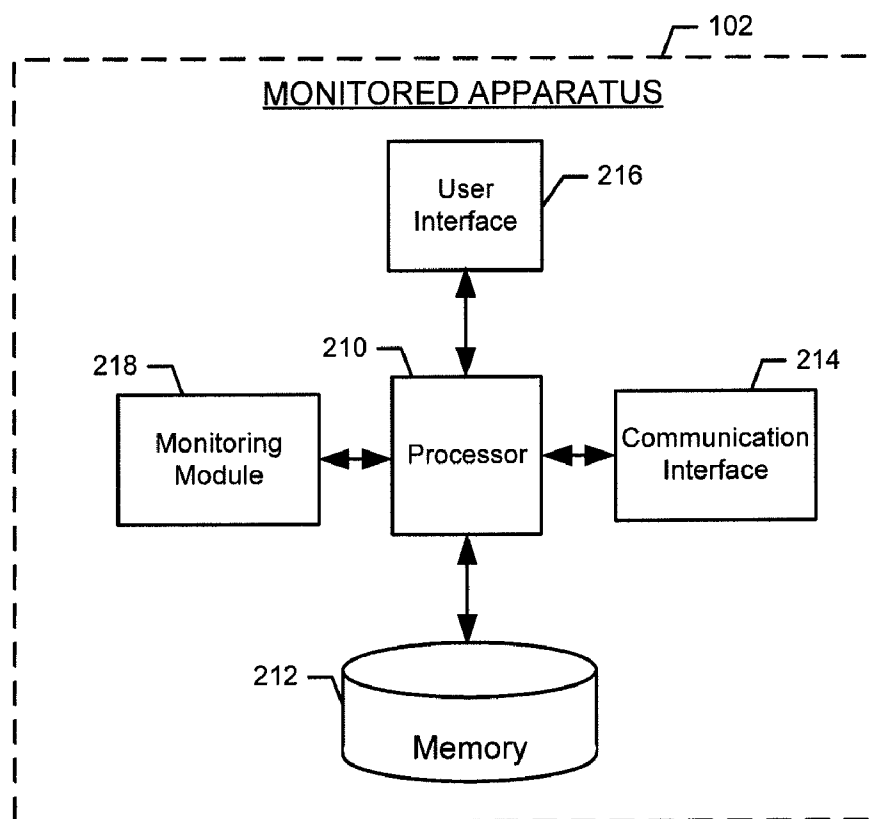 102
MONITORED APPARATUS
User
Interface
216
218
210
214
Monitoring
Module
Processor
Communication
Interface
212
Memory